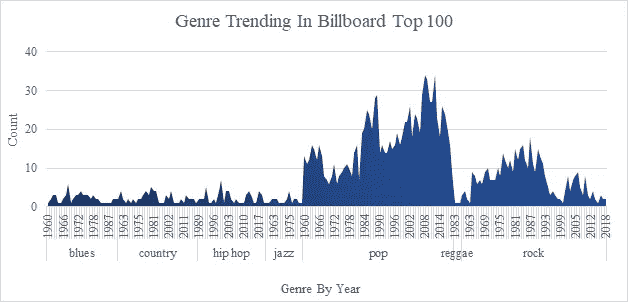 Genre Trending In Billboard Top 100
40
30
20
10
0
Count
1960 1966 1972 1978 1987 1963 1975 1981 2002 2011 1989 1996 2003 2010 2017 1963 1975 1960 1966 1972 1978 1984 1990 1996 2002 2008 2014 1983 1963 1969 1975 1981 1987 1993 1999 2005 2012 2018
blues country hip hop jazz pop reggae rock
Genre By Year